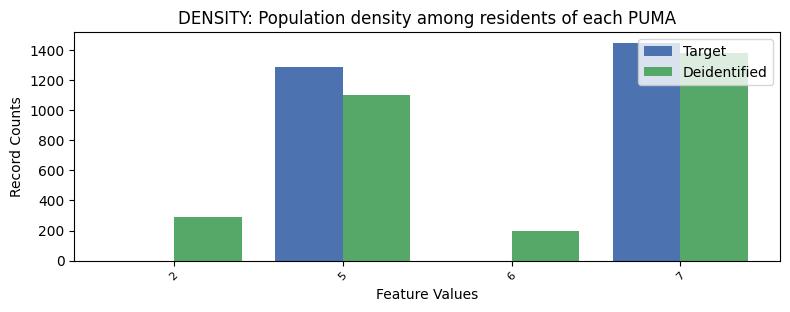 DENSITY: Population density among residents of each PUMA
Target
Deidentified
Record Counts
1400
1200
1000
800
600
400
200
0
2
5
6
7
Feature Values